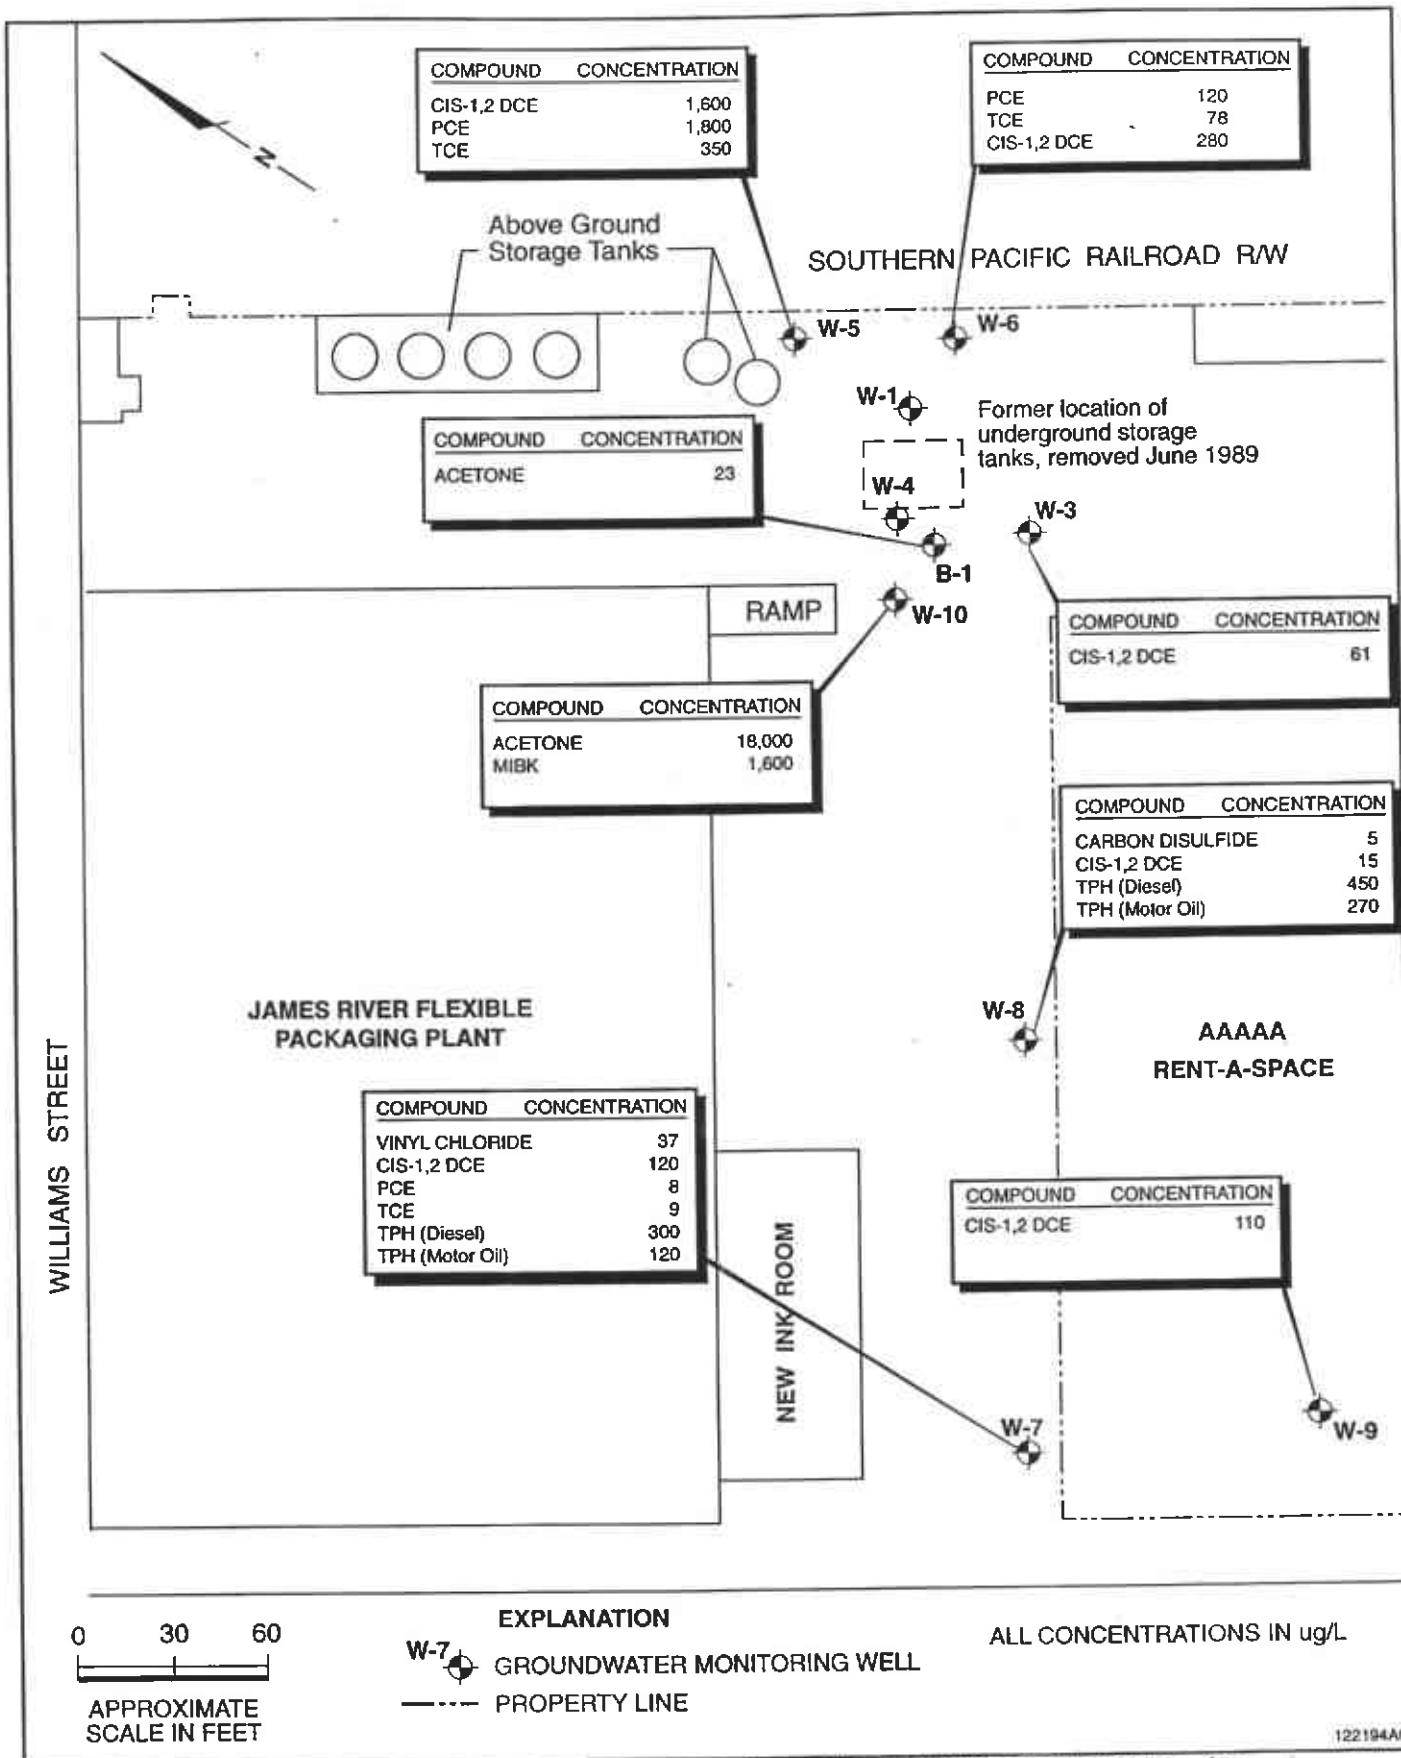 COMPOUND CONCENTRATION
CIS-1,2 DCE 1,600
PCE 1,800
TCE 350
COMPOUND CONCENTRATION
PCE 120
TCE 78
CIS-1,2 DCE 280
N
Above Ground
Storage Tanks
SOUTHERN PACIFIC RAILROAD R/W
W-5
W-6
W-1
Former location of
underground storage
tanks, removed June 1989
COMPOUND CONCENTRATION
ACETONE 23
W-4
W-3
B-1
W-10
RAMP
COMPOUND CONCENTRATION
CIS-1,2 DCE 61
COMPOUND CONCENTRATION
ACETONE 18,000
MIBK 1,600
COMPOUND CONCENTRATION
CARBON DISULFIDE 5
CIS-1,2 DCE 15
TPH (Diesel) 450
TPH (Motor Oil) 270
JAMES RIVER FLEXIBLE
PACKAGING PLANT
W-8
AAAAA
RENT-A-SPACE
WILLIAMS STREET
COMPOUND CONCENTRATION
VINYL CHLORIDE 37
CIS-1,2 DCE 120
PCE 8
TCE 9
TPH (Diesel) 300
TPH (Motor Oil) 120
NEW INK ROOM
COMPOUND CONCENTRATION
CIS-1,2 DCE 110
W-7
W-9
0 30 60
APPROXIMATE
SCALE IN FEET
EXPLANATION
W-7 GROUNDWATER MONITORING WELL
PROPERTY LINE
ALL CONCENTRATIONS IN ug/L